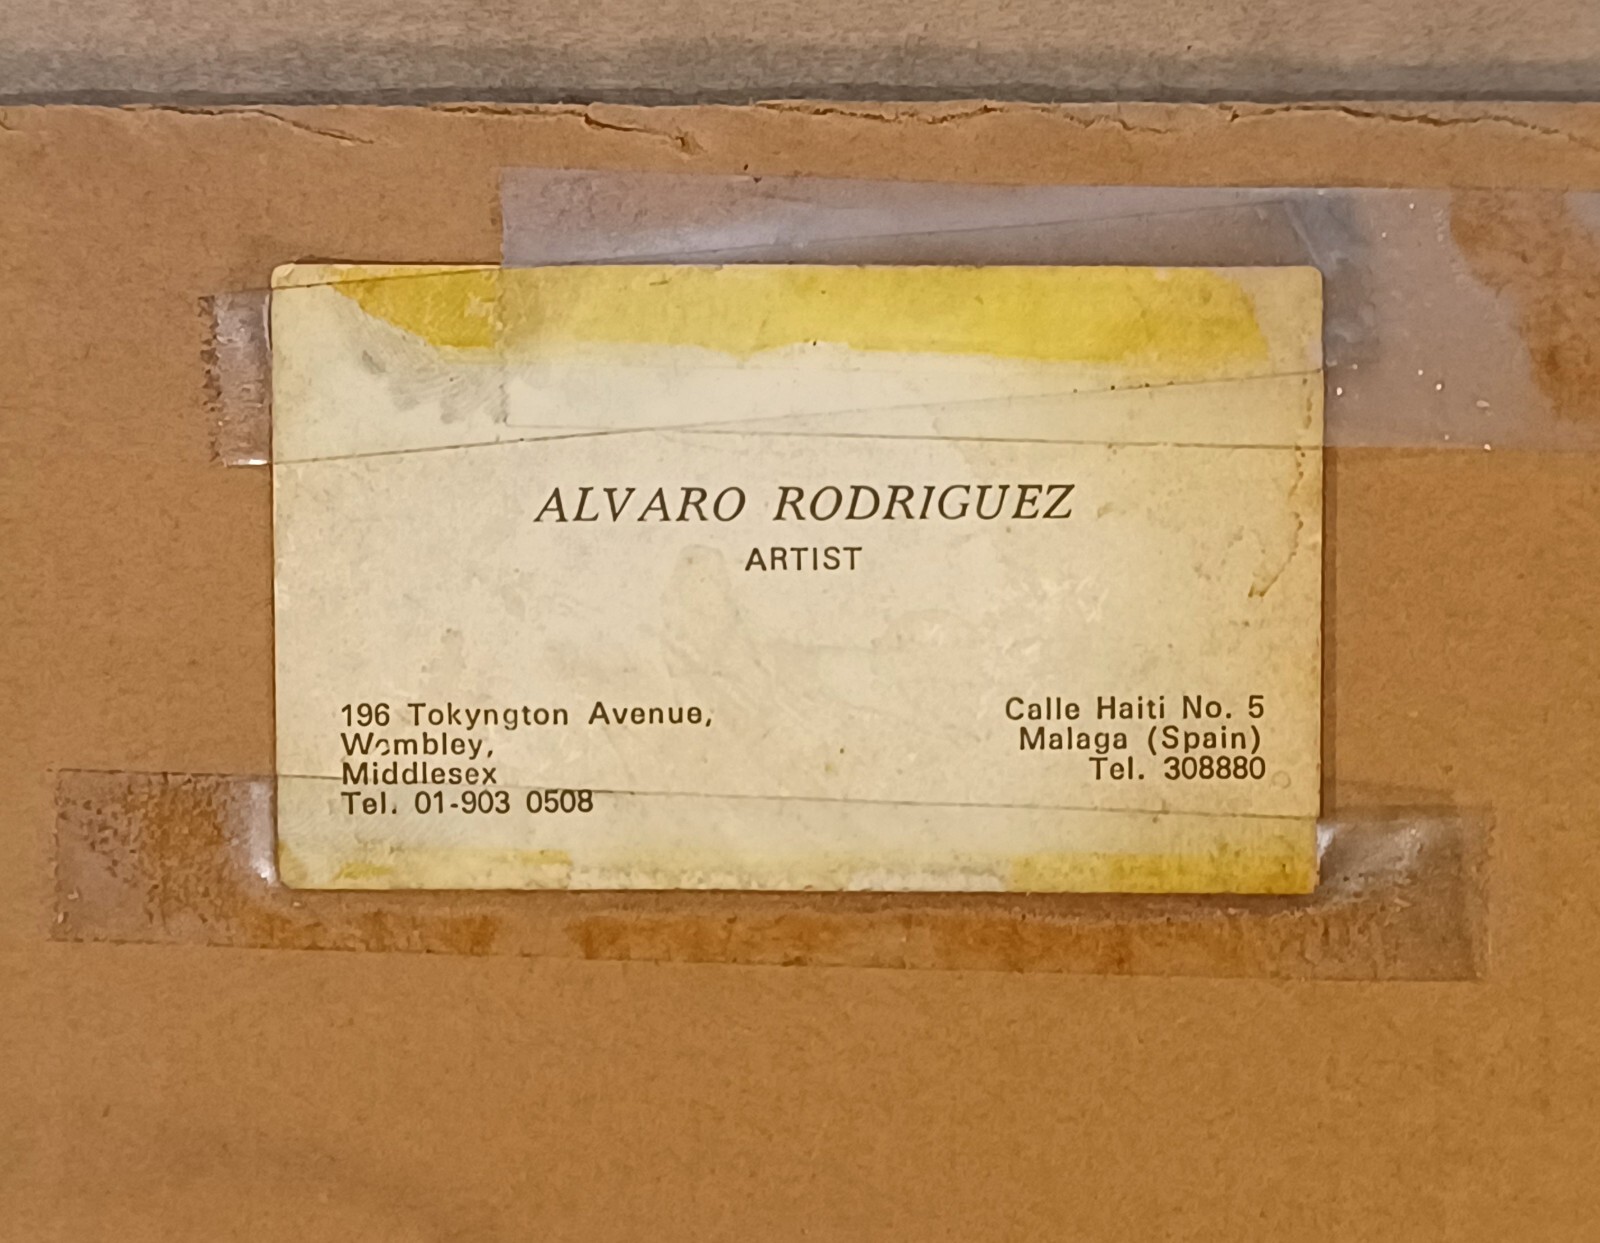 ALVARO RODRIGUEZ
ARTIST
196 Tokyngton Avenue,
Wembley,
Middlesex
Tel. 01-903 0508
Calle Haiti No. 5
Malaga (Spain)
Tel. 308880